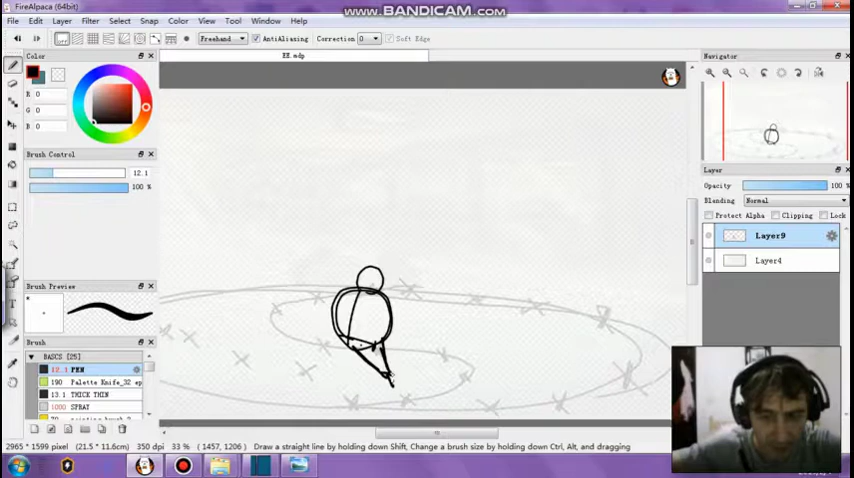 FireAlpaca (64bit)
WWW.BANDICAM.COM
File Edit Layer Filter Select Snap Color View Tool Window Help
OFF Freehand AntiAliasing Correction 0 Soft Edge
Color
EE.mdp
Navigator
R 0
G 0
B 0
Brush Control
12.1
100 %
Layer
Opacity 100 %
Blending Normal
Protect Alpha Clipping Lock
Layer9
Layer4
Brush Preview
Brush
BASICS [25]
12.1 PEN
190 Palette Knife_32 ep
13.1 THICK THIN
1000 SPRAY
2965 * 1599 pixel (21.5 * 11.6cm) 350 dpi 33 % (1457, 1206) Draw a straight line by holding down Shift, Change a brush size by holding down Ctrl, Alt, and dragging